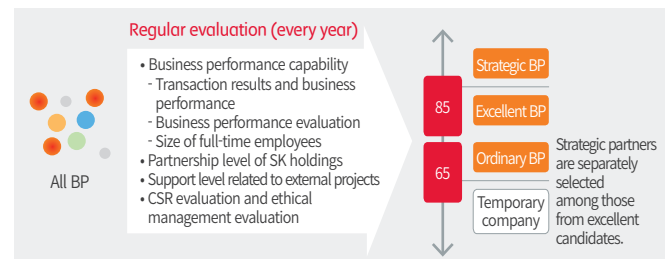 Regular evaluation (every year)
• Business performance capability
- Transaction results and business
performance
- Business performance evaluation
- Size of full-time employees
• Partnership level of SK holdings
• Support level related to external projects
• CSR evaluation and ethical
management evaluation
All BP
85
65
Strategic BP
Excellent BP
Ordinary BP
Temporary
company
Strategic partners
are separately
selected
among those
from excellent
candidates.